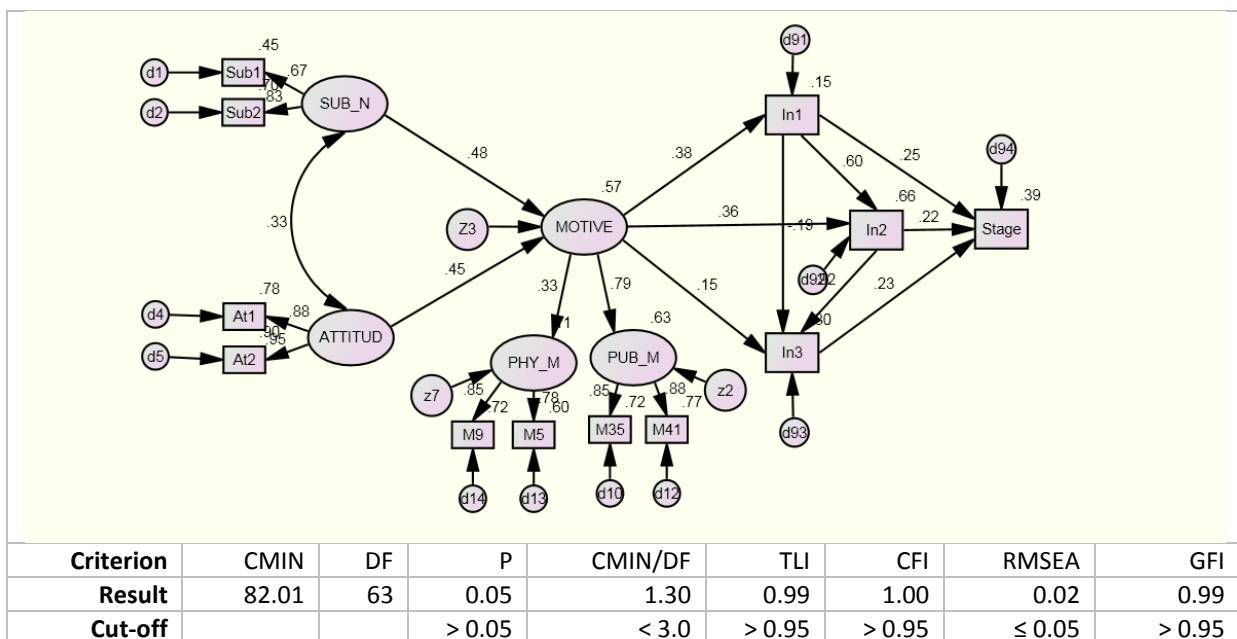 d91
.45
.15
d1
Sub1
.67
In1
.70
.83
SUB_N
d2
Sub2
d94
.38
.60
.25
.48
.57
.66
.39
.33
Z3
MOTIVE
.36
-.19
In2
.22
Stage
.45
d92
.33
.79
.15
.23
.78
d4
At1
.88
.63
.90
.95
ATTITUD
d5
At2
PHY_M
PUB_M
In3
z7
.85
.72
.78
.60
.85
.72
.88
.77
z2
M9
M5
M35
M41
d93
d14
d13
d10
d12
Criterion CMIN DF P CMIN/DF TLI CFI RMSEA GFI
Result 82.01 63 0.05 1.30 0.99 1.00 0.02 0.99
Cut-off > 0.05 < 3.0 > 0.95 > 0.95 ≤ 0.05 > 0.95